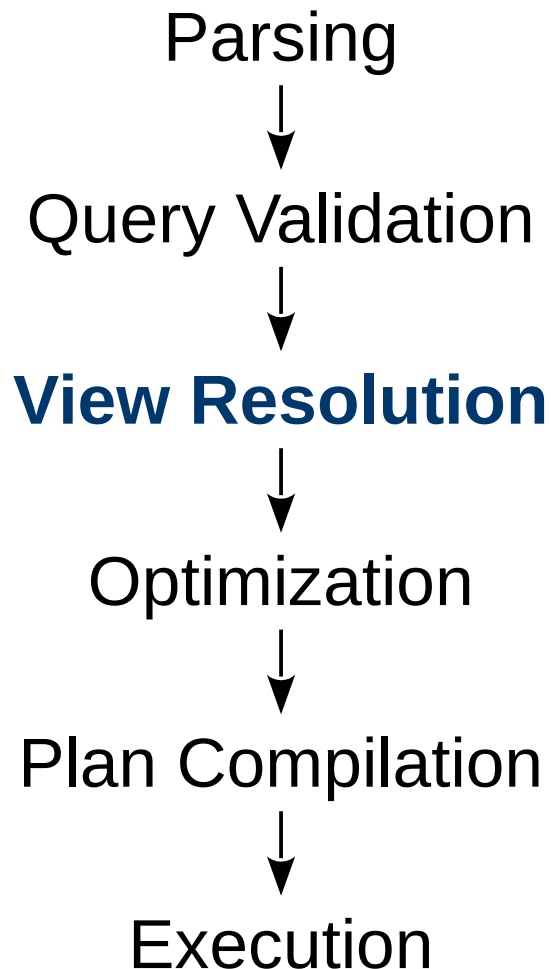 Parsing
Query Validation
View Resolution
Optimization
Plan Compilation
Execution